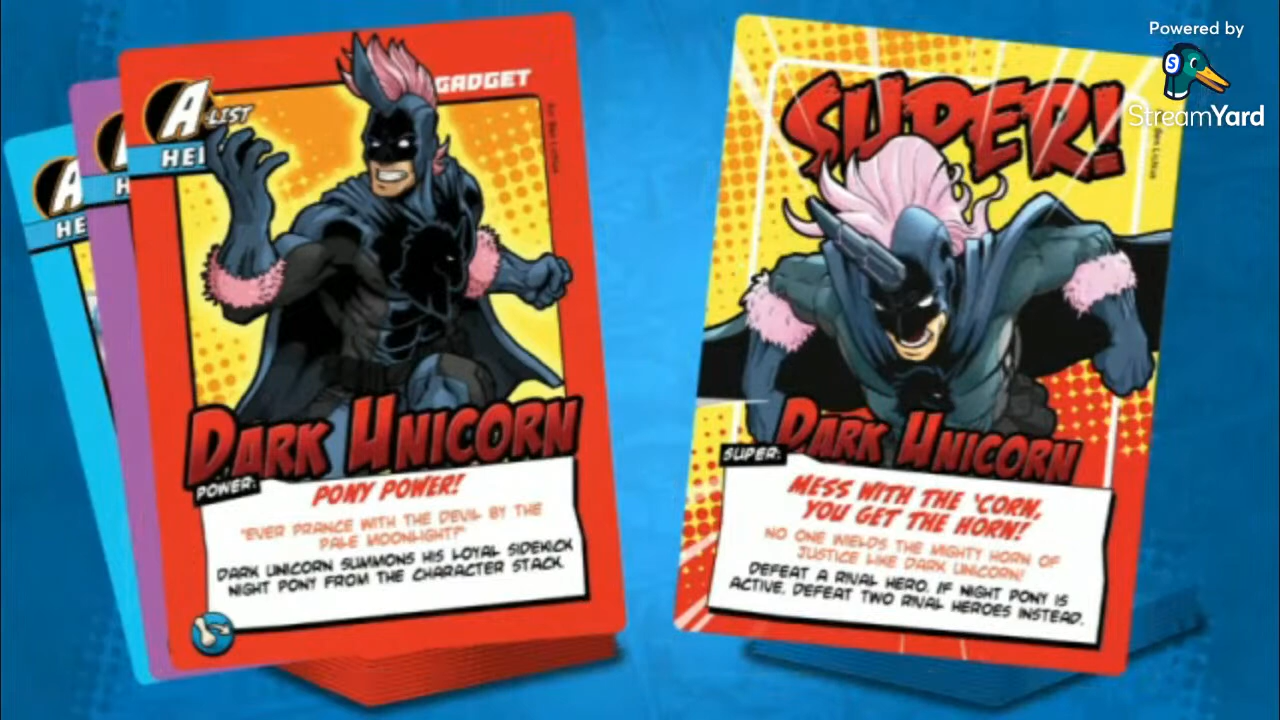 Powered by
StreamYard
A
HE
A
H
A LIST
HE
GADGET
DARK UNICORN
POWER:
PONY POWER!
"EVER PRANCE WITH THE DEVIL BY THE
PALE MOONLIGHT?"
DARK UNICORN SUMMONS HIS LOYAL SIDEKICK
NIGHT PONY FROM THE CHARACTER STACK.
SUPER!
DARK UNICORN
SUPER:
MESS WITH THE 'CORN,
YOU GET THE HORN!
NO ONE WIELDS THE MIGHTY HORN OF
JUSTICE LIKE DARK UNICORN!
DEFEAT A RIVAL HERO. IF NIGHT PONY IS
ACTIVE, DEFEAT TWO RIVAL HEROES INSTEAD.